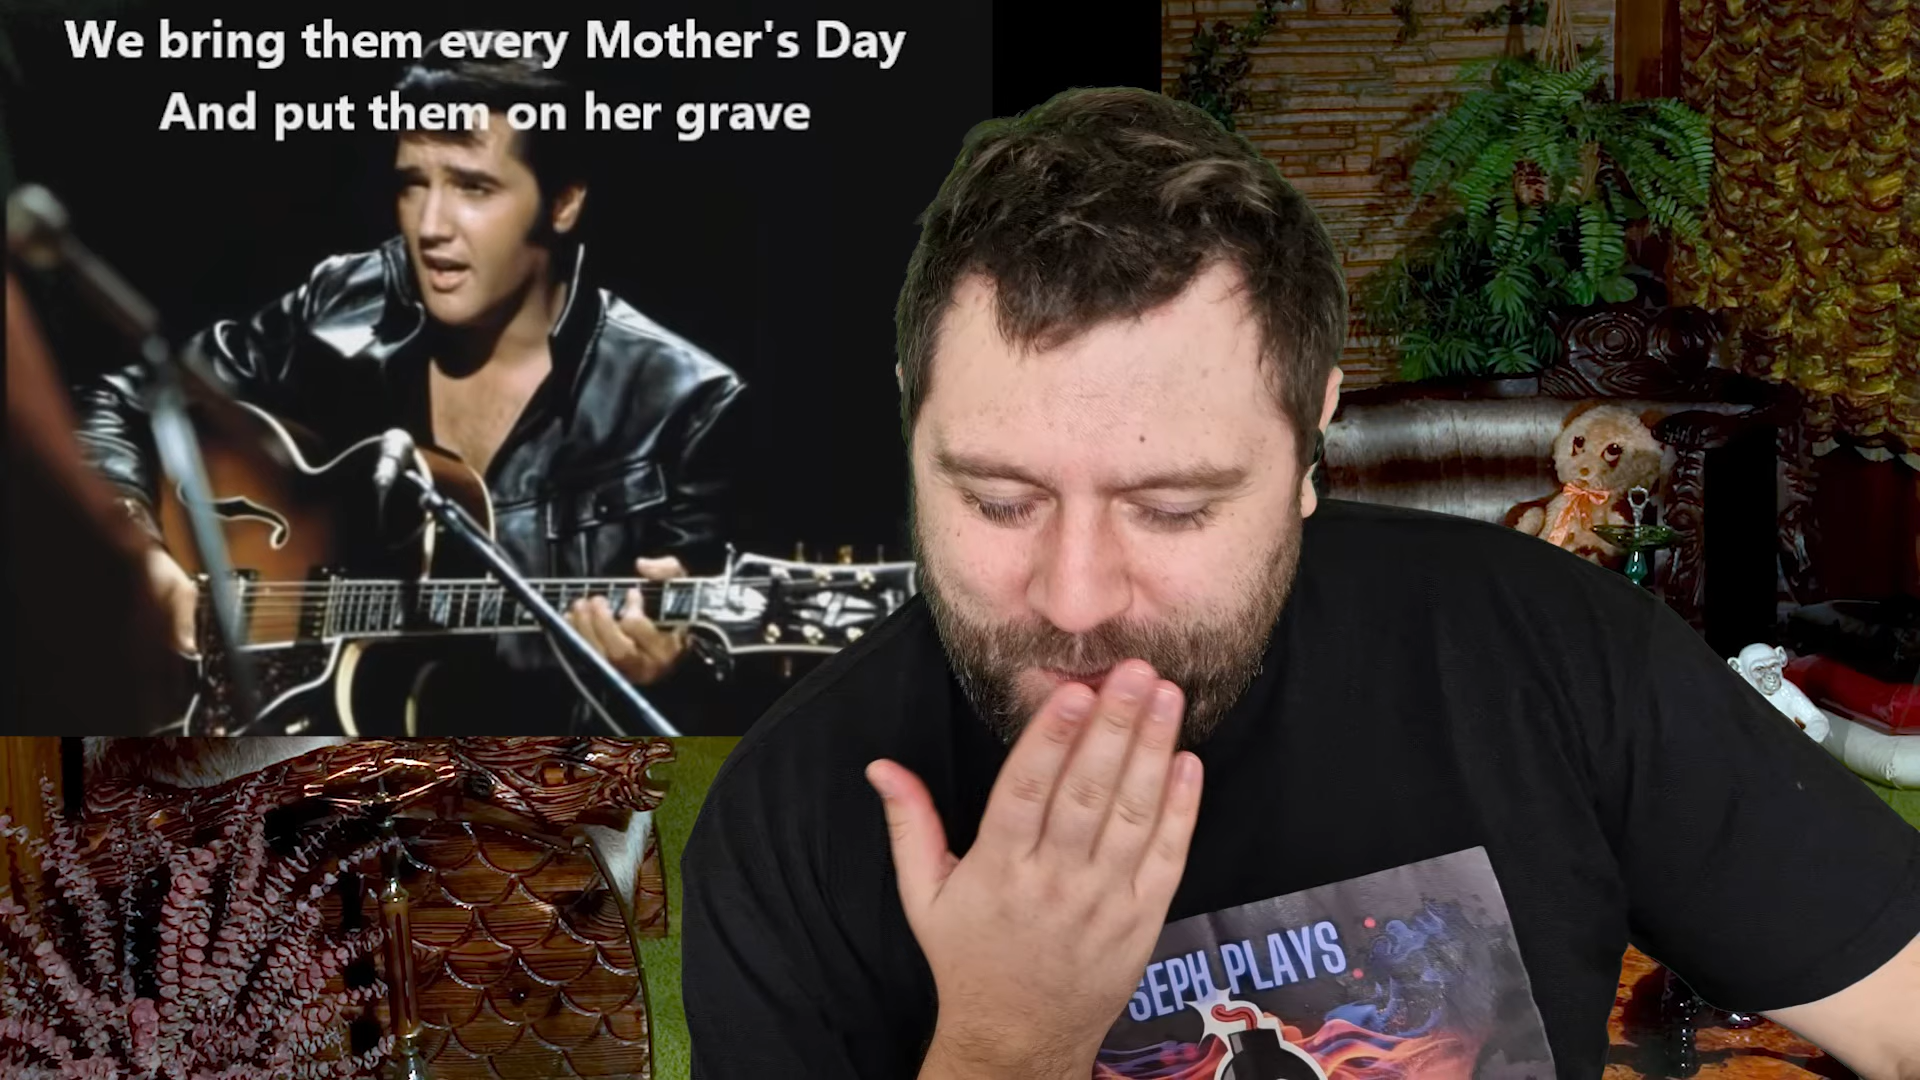 We bring them every Mother's Day
And put them on her grave
SEPH PLAYS